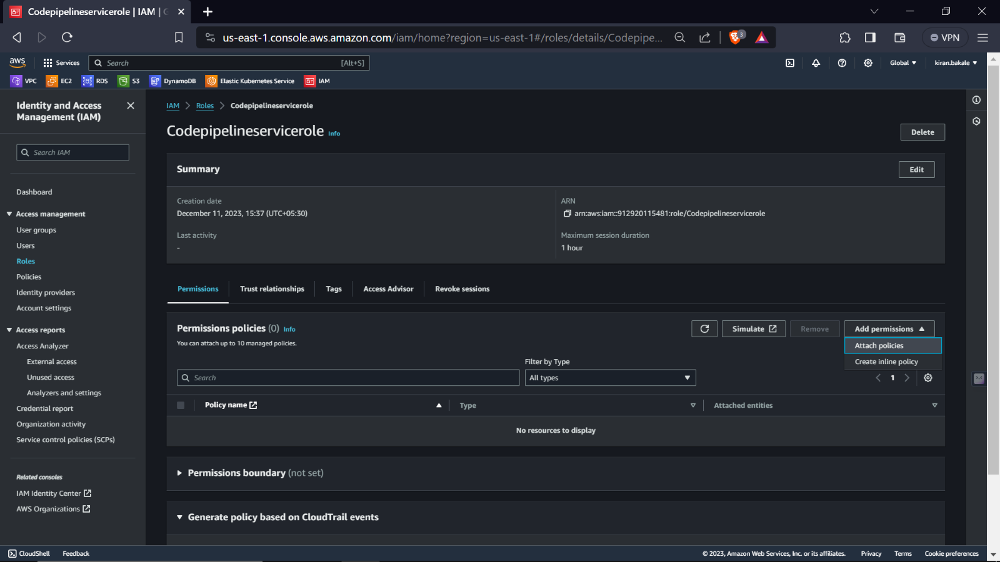 Codepipelineservicerole | IAM | G
us-east-1.console.aws.amazon.com/iam/home?region=us-east-1#/roles/details/Codepipe...
3
VPN
aws
Services
Search
[Alt+S]
Global
kiran.bakale
VPC
EC2
RDS
S3
DynamoDB
Elastic Kubernetes Service
IAM
Identity and Access
Management (IAM)
Search IAM
Dashboard
Access management
User groups
Users
Roles
Policies
Identity providers
Account settings
Access reports
Access Analyzer
External access
Unused access
Analyzers and settings
Credential report
Organization activity
Service control policies (SCPs)
Related consoles
IAM Identity Center
AWS Organizations
IAM > Roles > Codepipelineservicerole
Codepipelineservicerole Info
Delete
Summary
Edit
Creation date
December 11, 2023, 15:37 (UTC+05:30)
Last activity
-
ARN
arn:aws:iam::912920115481:role/Codepipelineservicerole
Maximum session duration
1 hour
Permissions
Trust relationships
Tags
Access Advisor
Revoke sessions
Permissions policies (0) Info
You can attach up to 10 managed policies.
Simulate
Remove
Add permissions
Attach policies
Create inline policy
Filter by Type
Search
All types
1
Policy name
Type
Attached entities
No resources to display
Permissions boundary (not set)
Generate policy based on CloudTrail events
CloudShell
Feedback
© 2023, Amazon Web Services, Inc. or its affiliates.
Privacy
Terms
Cookie preferences